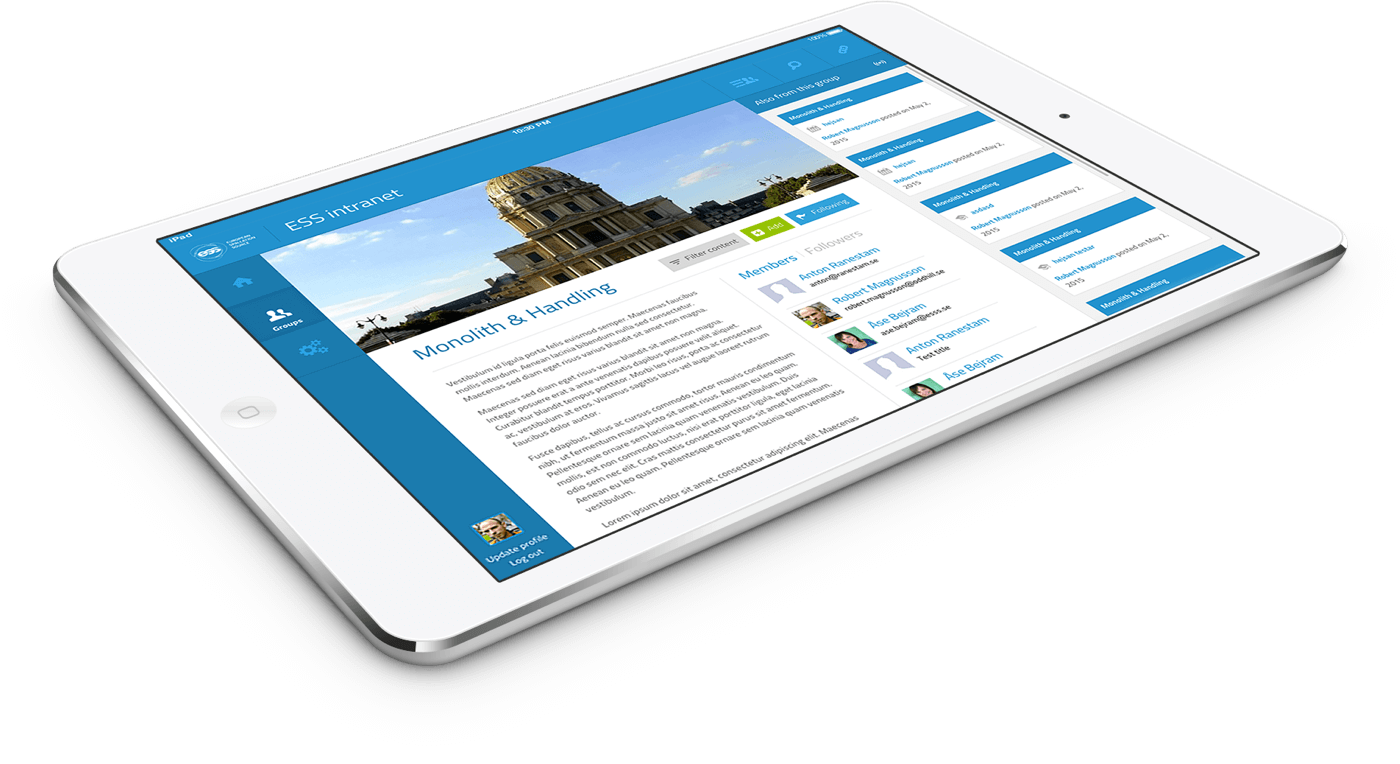 iPad
10:30 PM
100%
ess
EUROPEAN
SPALLATION
SOURCE
ESS intranet
Groups
Update profile
Log out
Monolith & Handling
Filter content
Add
Following
Vestibulum id ligula porta felis euismod semper. Maecenas faucibus
mollis interdum. Aenean lacinia bibendum nulla sed consectetur.
Maecenas sed diam eget risus varius blandit sit amet non magna.
Maecenas sed diam eget risus varius blandit sit amet non magna.
Integer posuere erat a ante venenatis dapibus posuere velit aliquet.
Curabitur blandit tempus porttitor. Morbi leo risus, porta ac consectetur
ac, vestibulum at eros. Vivamus sagittis lacus vel augue laoreet rutrum
faucibus dolor auctor.
Fusce dapibus, tellus ac cursus commodo, tortor mauris condimentum
nibh, ut fermentum massa justo sit amet risus. Aenean eu leo quam.
Pellentesque ornare sem lacinia quam venenatis vestibulum. Duis
mollis, est non commodo luctus, nisi erat porttitor ligula, eget lacinia
odio sem nec elit. Cras mattis consectetur purus sit amet fermentum.
Aenean eu leo quam. Pellentesque ornare sem lacinia quam venenatis
vestibulum.
Lorem ipsum dolor sit amet, consectetur adipiscing elit. Maecenas
Members
Followers
Anton Ranestam
anton@ranestam.se
Robert Magnusson
robert.magnusson@oddhill.se
Åse Bejram
ase.bejram@esss.se
Anton Ranestam
Test title
Åse Bejram
Also from this group
Monolith & Handling
hejsan
Robert Magnusson posted on May 2,
2015
Monolith & Handling
hejsan
Robert Magnusson posted on May 2,
2015
Monolith & Handling
asdasd
Robert Magnusson posted on May 2,
2015
Monolith & Handling
hejsan testar
Robert Magnusson posted on May 2,
2015
Monolith & Handling